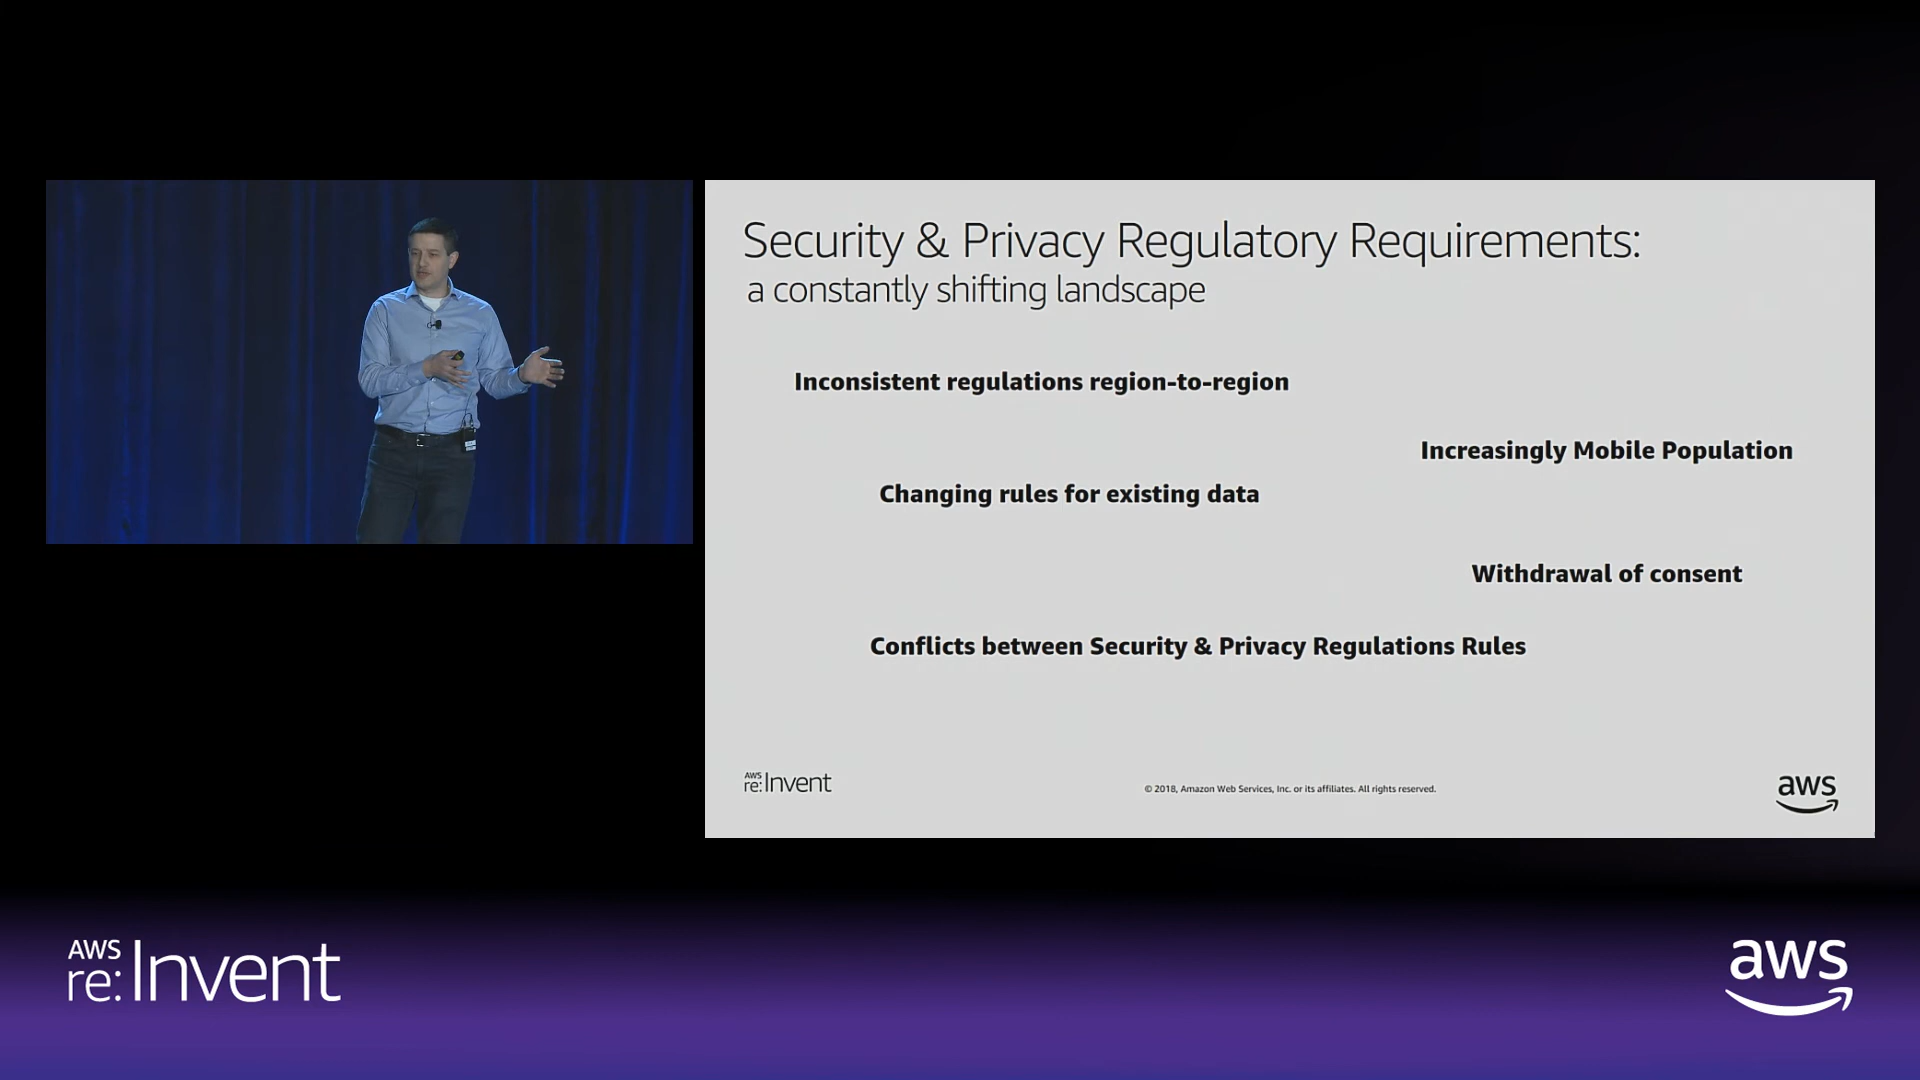 Security & Privacy Regulatory Requirements:
a constantly shifting landscape
Inconsistent regulations region-to-region
Increasingly Mobile Population
Changing rules for existing data
Withdrawal of consent
Conflicts between Security & Privacy Regulations Rules
AWS
re:Invent
© 2018, Amazon Web Services, Inc. or its affiliates. All rights reserved.
aws
AWS
re:Invent
aws